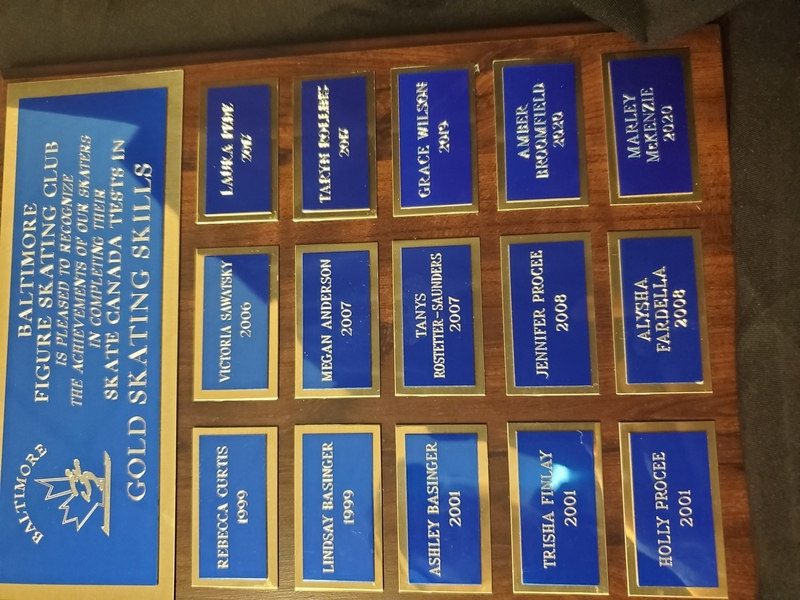 BALTIMORE
BALTIMORE
FIGURE SKATING CLUB
IS PLEASED TO RECOGNIZE
THE ACHIEVEMENTS OF OUR SKATERS
IN COMPLETING THEIR
SKATE CANADA TESTS IN
GOLD SKATING SKILLS
REBECCA CURTIS
1999
VICTORIA SAWATSKY
2006
LINDSAY BASINGER
1999
MEGAN ANDERSON
2007
ASHLEY BASINGER
2001
TANYS
ROSTETTER-SAUNDERS
2007
GRACE WILSON
2019
TRISHA FINLAY
2001
JENNIFER PROCEE
2008
AMBER
BROOMFIELD
2020
HOLLY PROCEE
2001
ALYSHA
FARDELLA
2008
MARLEY
McKENZIE
2020